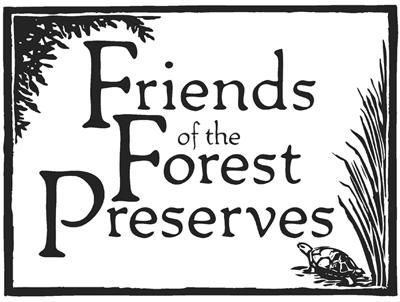 Friends
of the
Forest
Preserves